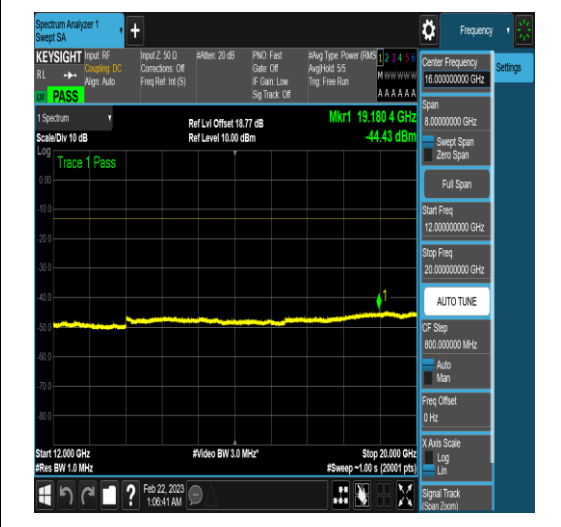 Spectrum Analyzer 1
Swept SA
Frequency
KEYSIGHT
RL
PASS
Input: RF
Coupling: DC
Align: Auto
Input Z: 50 Ω
Corrections: Off
Freq Ref: Int (S)
#Atten: 20 dB
PNO: Fast
Gate: Off
IF Gain: Low
Sig Track: Off
#Avg Type: Power (RMS
Avg|Hold: 5/5
Trig: Free Run
1 2 3 4 5 6
M W W W W W
A A A A A A
Center Frequency
16.000000000 GHz
Settings
Span
8.00000000 GHz
Swept Span
Zero Span
Full Span
Start Freq
12.000000000 GHz
Stop Freq
20.000000000 GHz
AUTO TUNE
CF Step
800.000000 MHz
Auto
Man
Freq Offset
0 Hz
X Axis Scale
Log
Lin
Signal Track
(Span Zoom)
1 Spectrum
Scale/Div 10 dB
Ref Lvl Offset 18.77 dB
Ref Level 10.00 dBm
Mkr1 19.180 4 GHz
-44.43 dBm
Log
Trace 1 Pass
0.00
-10.0
-20.0
-30.0
-40.0
1
-50.0
-60.0
-70.0
-80.0
Start 12.000 GHz
#Res BW 1.0 MHz
#Video BW 3.0 MHz*
Stop 20.000 GHz
#Sweep ~1.00 s (20001 pts)
?
Feb 22, 2023
1:06:41 AM